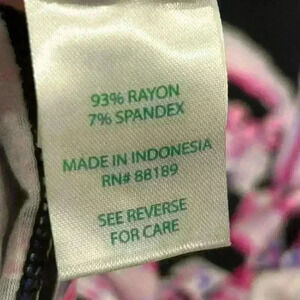 93% RAYON
7% SPANDEX
MADE IN INDONESIA
RN# 88189
SEE REVERSE
FOR CARE